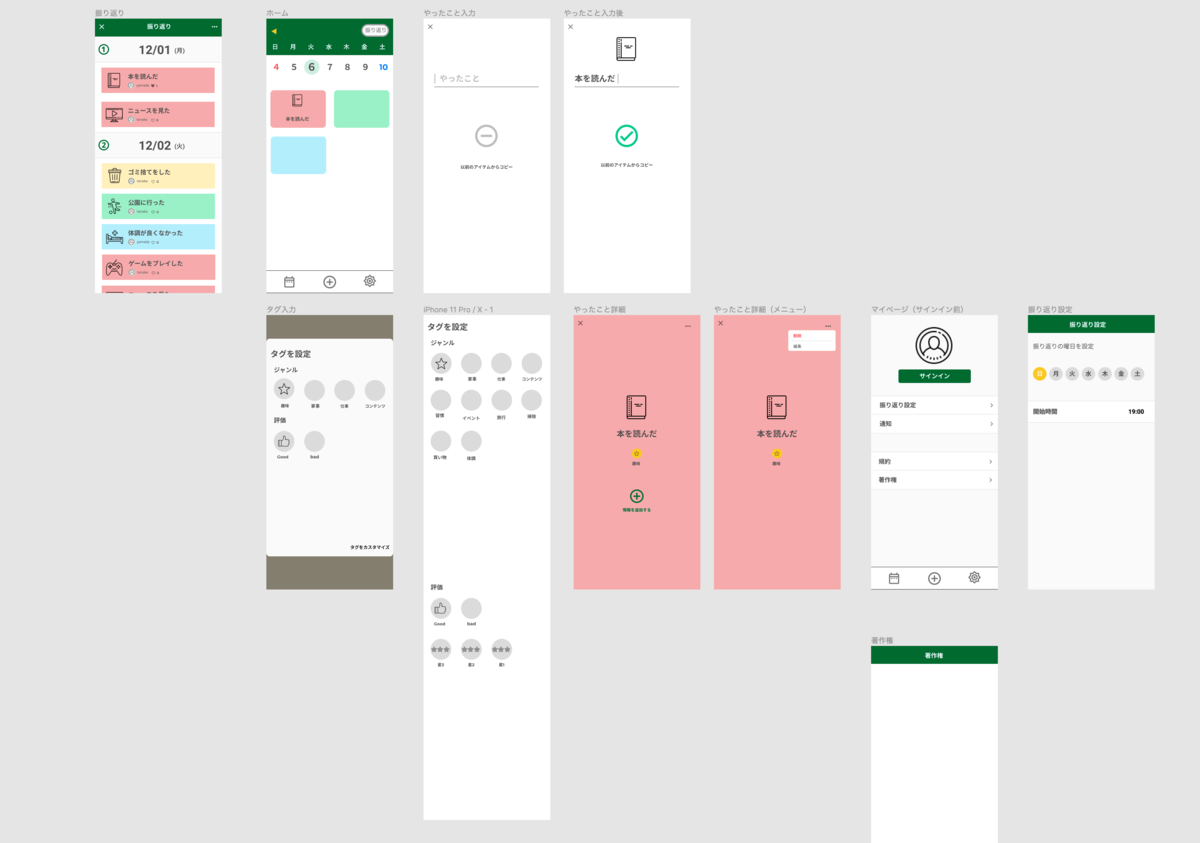 振り返り
× 振り返り •••
1 12/01 (月)
本を読んだ
ニュースを見た
2 12/02 (火)
ゴミ捨てをした
公園に行った
体調が良くなかった
ゲームをプレイした
ホーム
振り返り
日 月 火 水 木 金 土
4 5 6 7 8 9 10
本を読んだ
やったこと入力
×
やったこと
以前のアイテムからコピー
やったこと入力後
×
本を読んだ
以前のアイテムからコピー
タグ入力
タグを設定
ジャンル
趣味 家事 仕事 コンテンツ
評価
Good bad
タグをカスタマイズ
iPhone 11 Pro / X - 1
タグを設定
ジャンル
趣味 家事 仕事 コンテンツ
習慣 イベント 旅行 掃除
買い物 体調
評価
Good bad
星3 星2 星1
やったこと詳細
×
•••
本を読んだ
趣味
情報を追加する
やったこと詳細（メニュー）
×
•••
削除
編集
本を読んだ
趣味
マイページ（サインイン前）
サインイン
振り返り設定
通知
規約
著作権
振り返り設定
振り返り設定
振り返りの曜日を設定
日 月 火 水 木 金 土
開始時間 19:00
著作権
著作権